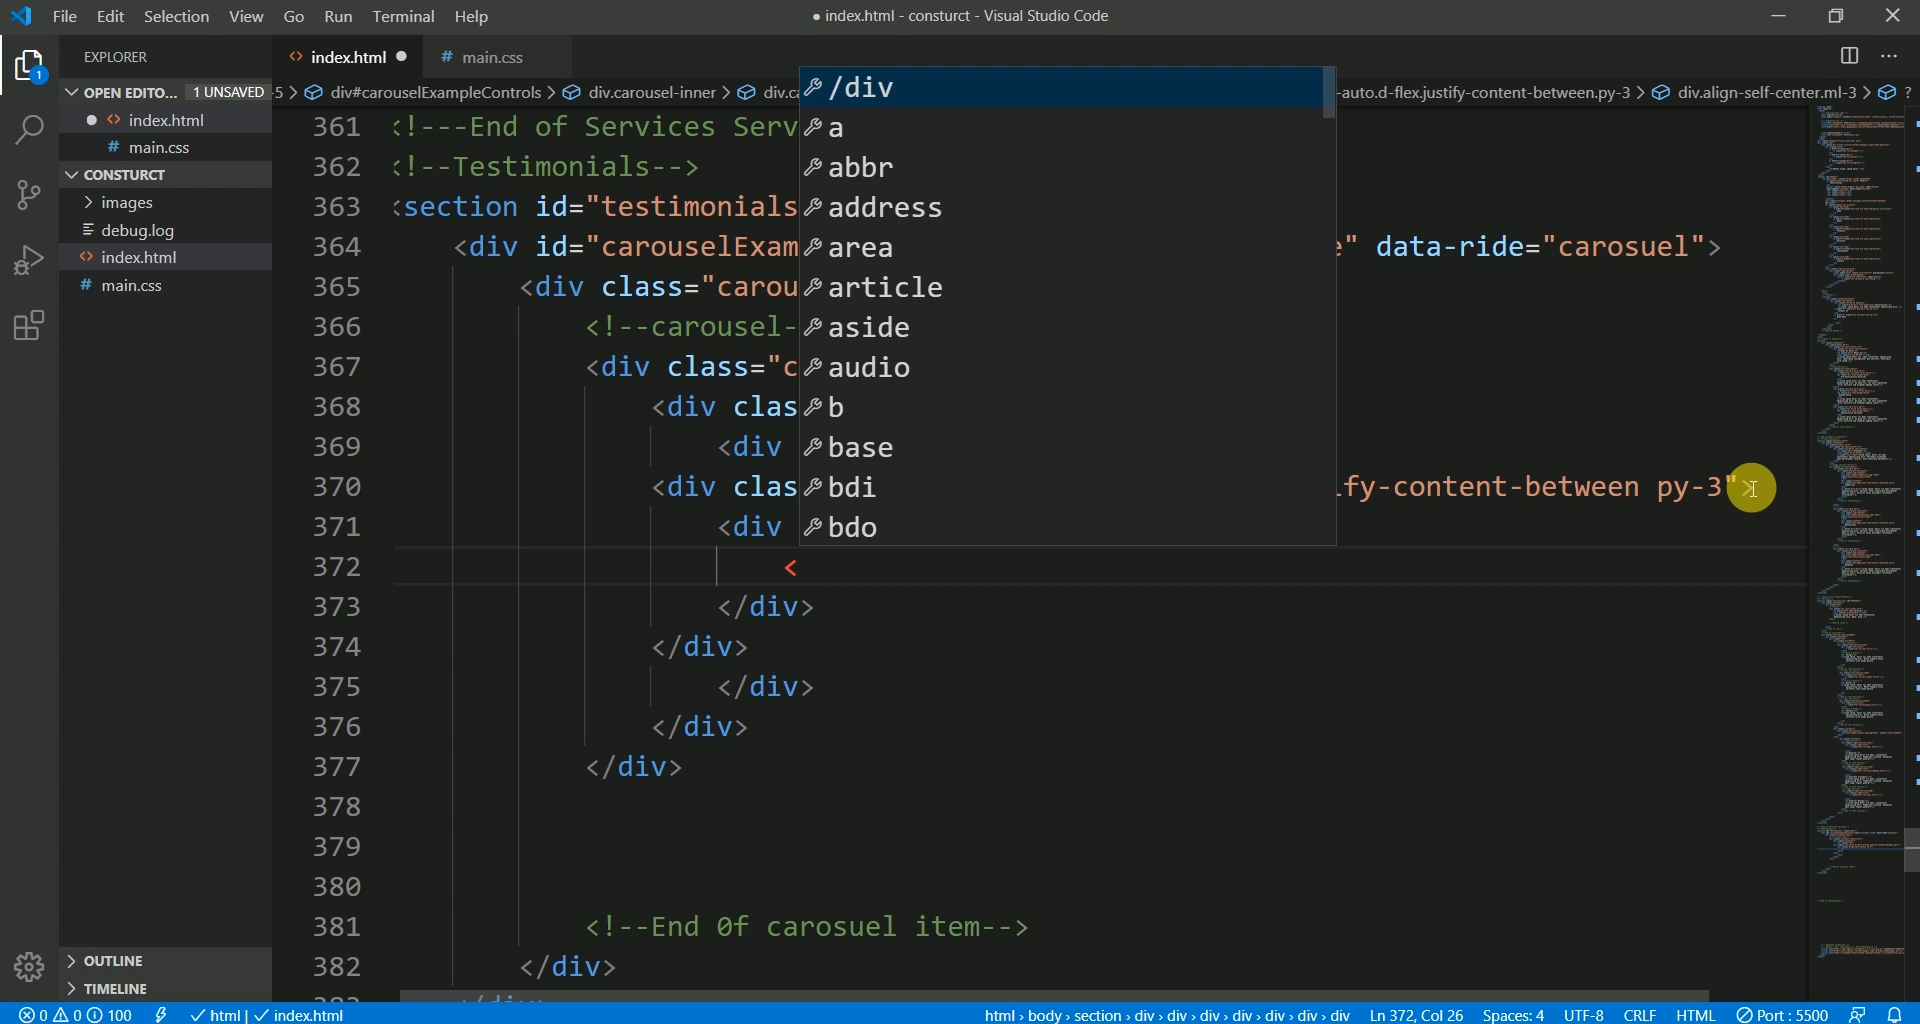 File Edit Selection View Go Run Terminal Help
● index.html - consturct - Visual Studio Code
EXPLORER
index.html
# main.css
OPEN EDITO... 1 UNSAVED
-5 > div#carouselExampleControls > div.carousel-inner > div.ca
-auto.d-flex.justify-content-between.py-3 > div.align-self-center.ml-3 > ?
index.html
# main.css
CONSTURCT
images
debug.log
index.html
# main.css
OUTLINE
TIMELINE
361 <!---End of Services Serv
362 <!--Testimonials-->
363 <section id="testimonials
364 <div id="carouselExam e" data-ride="carosuel">
365 <div class="carou
366 <!--carousel-
367 <div class="c
368 <div clas
369 <div
370 <div clas ify-content-between py-3">
371 <div
372 <
373 </div>
374 </div>
375 </div>
376 </div>
377 </div>
378
379
380
381 <!--End 0f carosuel item-->
382 </div>
/div
a
abbr
address
area
article
aside
audio
b
base
bdi
bdo
0 0 100 html | index.html
html › body › section › div › div › div › div › div › div › div Ln 372, Col 26 Spaces: 4 UTF-8 CRLF HTML Port : 5500